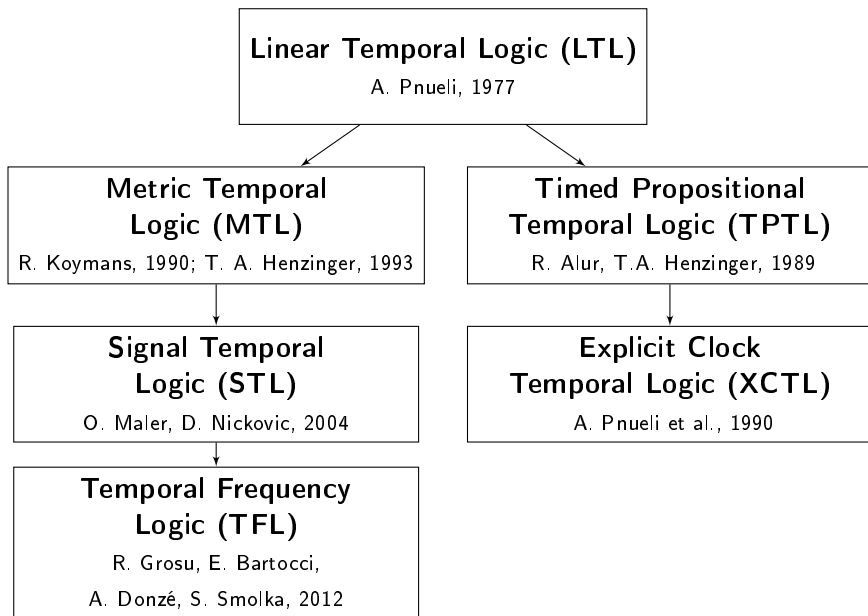 Linear Temporal Logic (LTL)
A. Pnueli, 1977
Metric Temporal
Logic (MTL)
R. Koymans, 1990; T. A. Henzinger, 1993
Timed Propositional
Temporal Logic (TPTL)
R. Alur, T.A. Henzinger, 1989
Signal Temporal
Logic (STL)
O. Maler, D. Nickovic, 2004
Explicit Clock
Temporal Logic (XCTL)
A. Pnueli et al., 1990
Temporal Frequency
Logic (TFL)
R. Grosu, E. Bartocci,
A. Donzé, S. Smolka, 2012